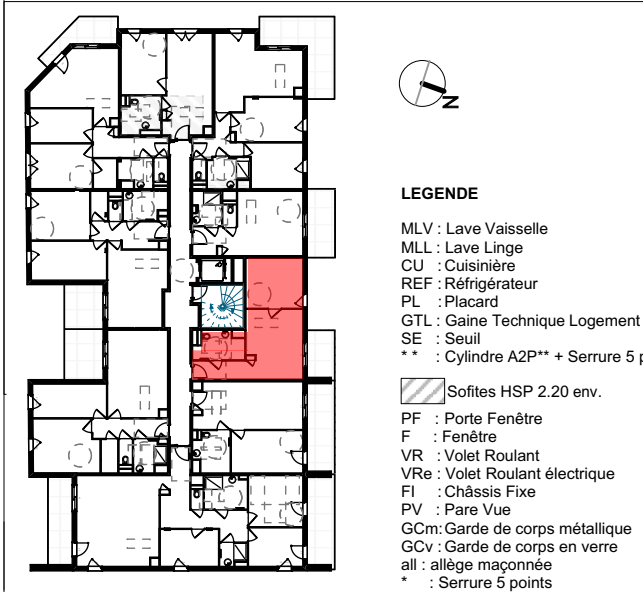 N
LEGENDE
MLV : Lave Vaisselle
MLL : Lave Linge
CU : Cuisinière
REF : Réfrigérateur
PL : Placard
GTL : Gaine Technique Logement
SE : Seuil
* * : Cylindre A2P** + Serrure 5 p
Sofites HSP 2.20 env.
PF : Porte Fenêtre
F : Fenêtre
VR : Volet Roulant
VRe : Volet Roulant électrique
FI : Châssis Fixe
PV : Pare Vue
GCm: Garde de corps métallique
GCv : Garde de corps en verre
all : allège maçonnée
* : Serrure 5 points